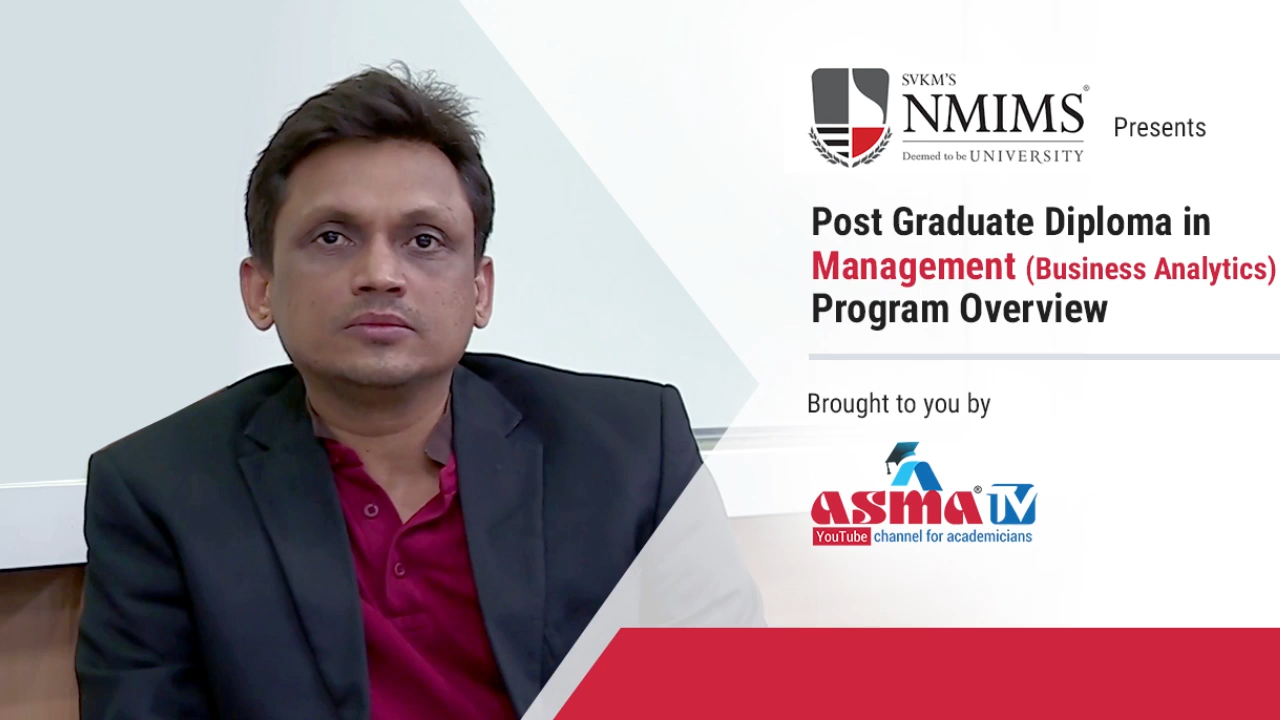 SVKM'S
NMIMS®
Deemed to be UNIVERSITY
Presents
Post Graduate Diploma in
Management (Business Analytics)
Program Overview
Brought to you by
asma® TV
YouTube channel for academicians